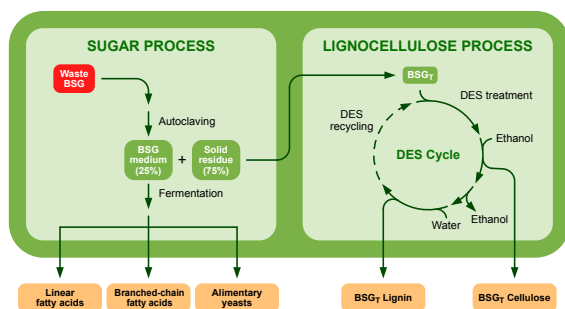 SUGAR PROCESS
Waste
BSG
Autoclaving
BSG
medium
(25%)
+
Solid
residue
(75%)
Fermentation
Linear
fatty acids
Branched-chain
fatty acids
Alimentary
yeasts
LIGNOCELLULOSE PROCESS
BSGT
DES treatment
DES
recycling
DES Cycle
Ethanol
Ethanol
Water
BSGT Lignin
BSGT Cellulose